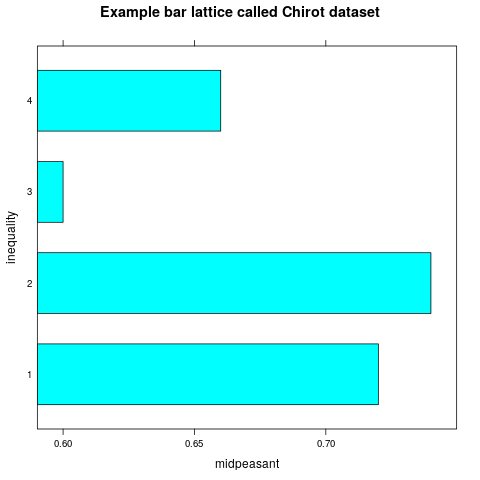 Example bar lattice called Chirot dataset
4
3
2
1
inequality
0.60 0.65 0.70
midpeasant